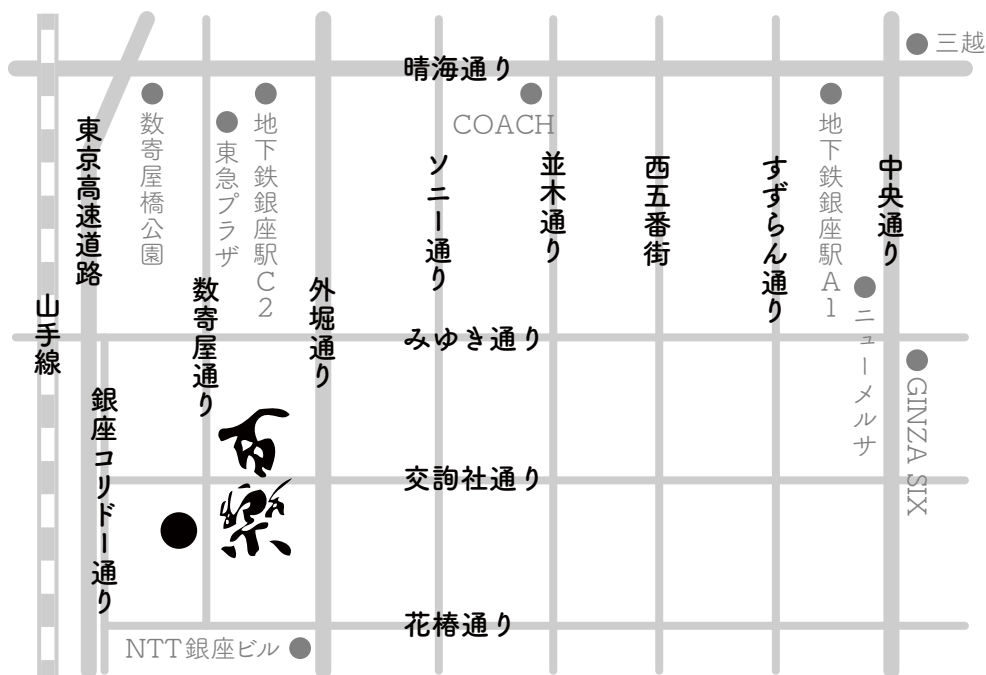 三越
晴海通り
COACH
数寄屋橋公園
東急プラザ
地下鉄銀座駅C2
地下鉄銀座駅A1
東京高速道路
ソニー通り
並木通り
西五番街
すずらん通り
中央通り
山手線
数寄屋通り
外堀通り
ニューメルサ
みゆき通り
GINZA SIX
銀座コリドー通り
百樂
交詢社通り
花椿通り
NTT銀座ビル